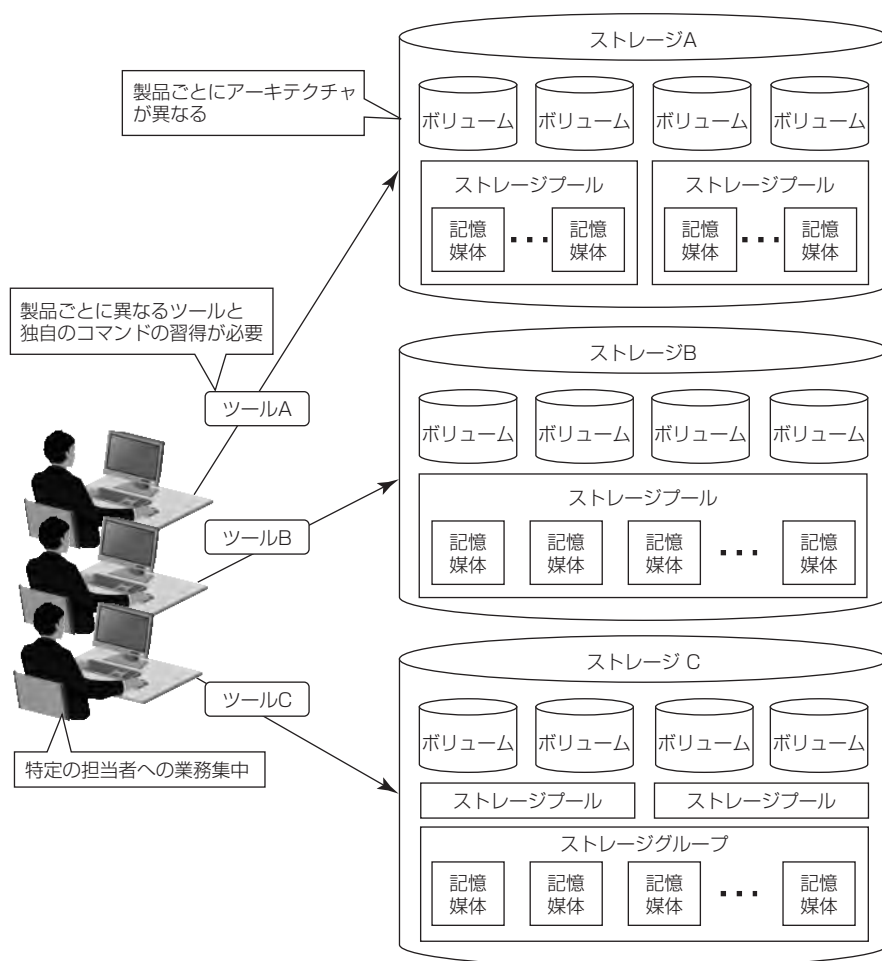 ストレージA
製品ごとにアーキテクチャ
が異なる
ボリューム ボリューム ボリューム ボリューム
ストレージプール ストレージプール
記憶 記憶 記憶 記憶
媒体 ・・・ 媒体 媒体 ・・・ 媒体
製品ごとに異なるツールと
独自のコマンドの習得が必要
ツールA
ストレージB
ボリューム ボリューム ボリューム ボリューム
ストレージプール
ツールB
記憶 記憶 記憶 記憶
媒体 媒体 媒体 ・・・ 媒体
ストレージ C
ツールC
ボリューム ボリューム ボリューム ボリューム
特定の担当者への業務集中
ストレージプール ストレージプール
ストレージグループ
記憶 記憶 記憶 記憶
媒体 媒体 媒体 ・・・ 媒体